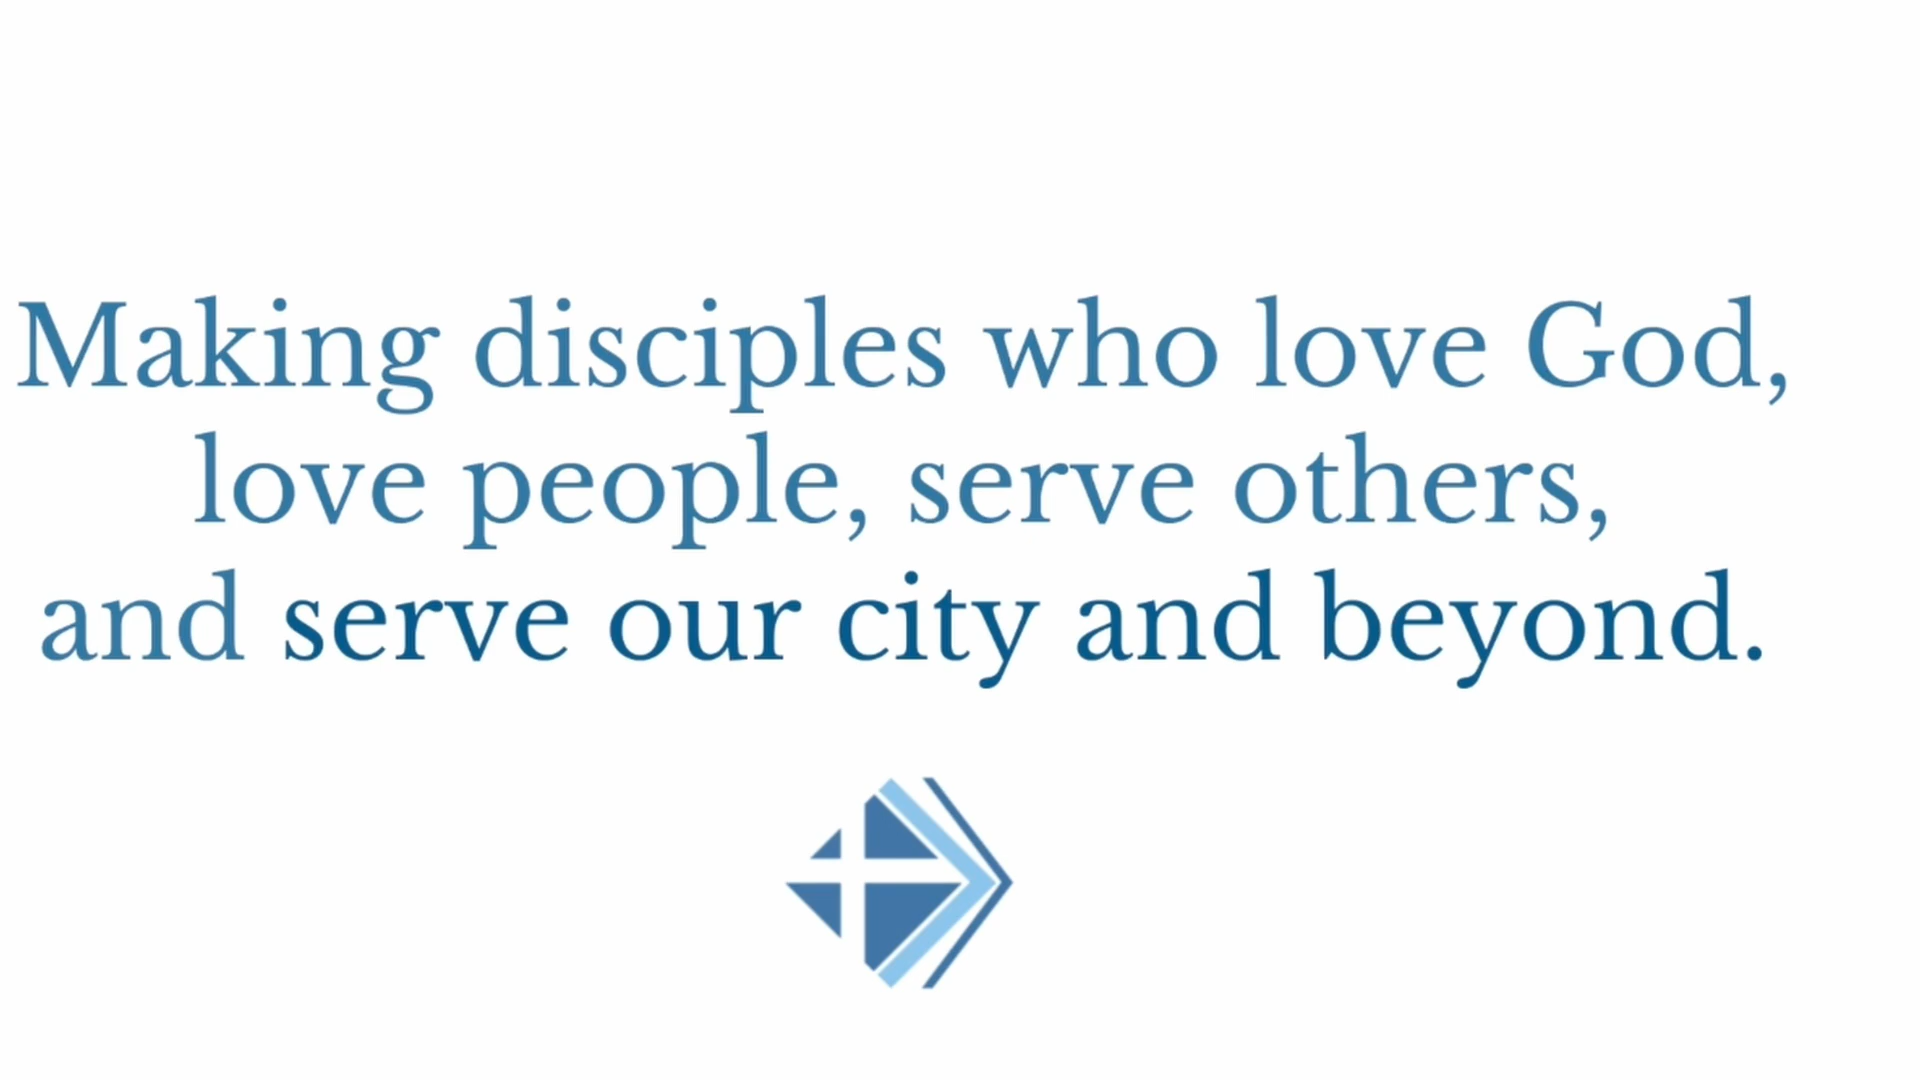 Making disciples who love God,
love people, serve others,
and serve our city and beyond.